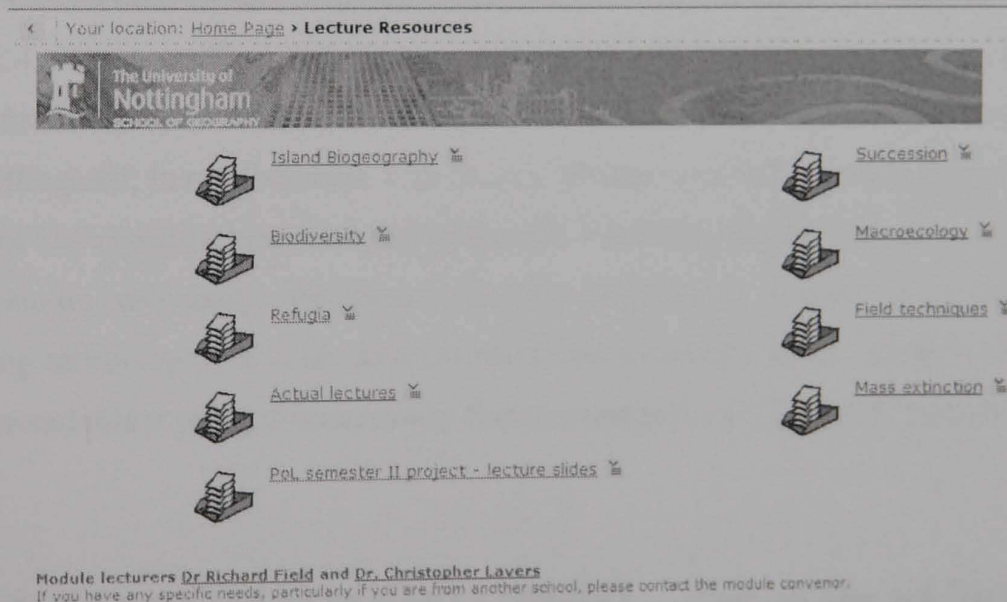 Your location: Home Page › Lecture Resources
The University of
Nottingham
SCHOOL OF GEOGRAPHY
Island Biogeography
Succession
Biodiversity
Macroecology
Refugia
Field techniques
Actual lectures
Mass extinction
PoL semester II project - lecture slides
Module lecturers Dr Richard Field and Dr. Christopher Lavers
If you have any specific needs, particularly if you are from another school, please contact the module convenor.